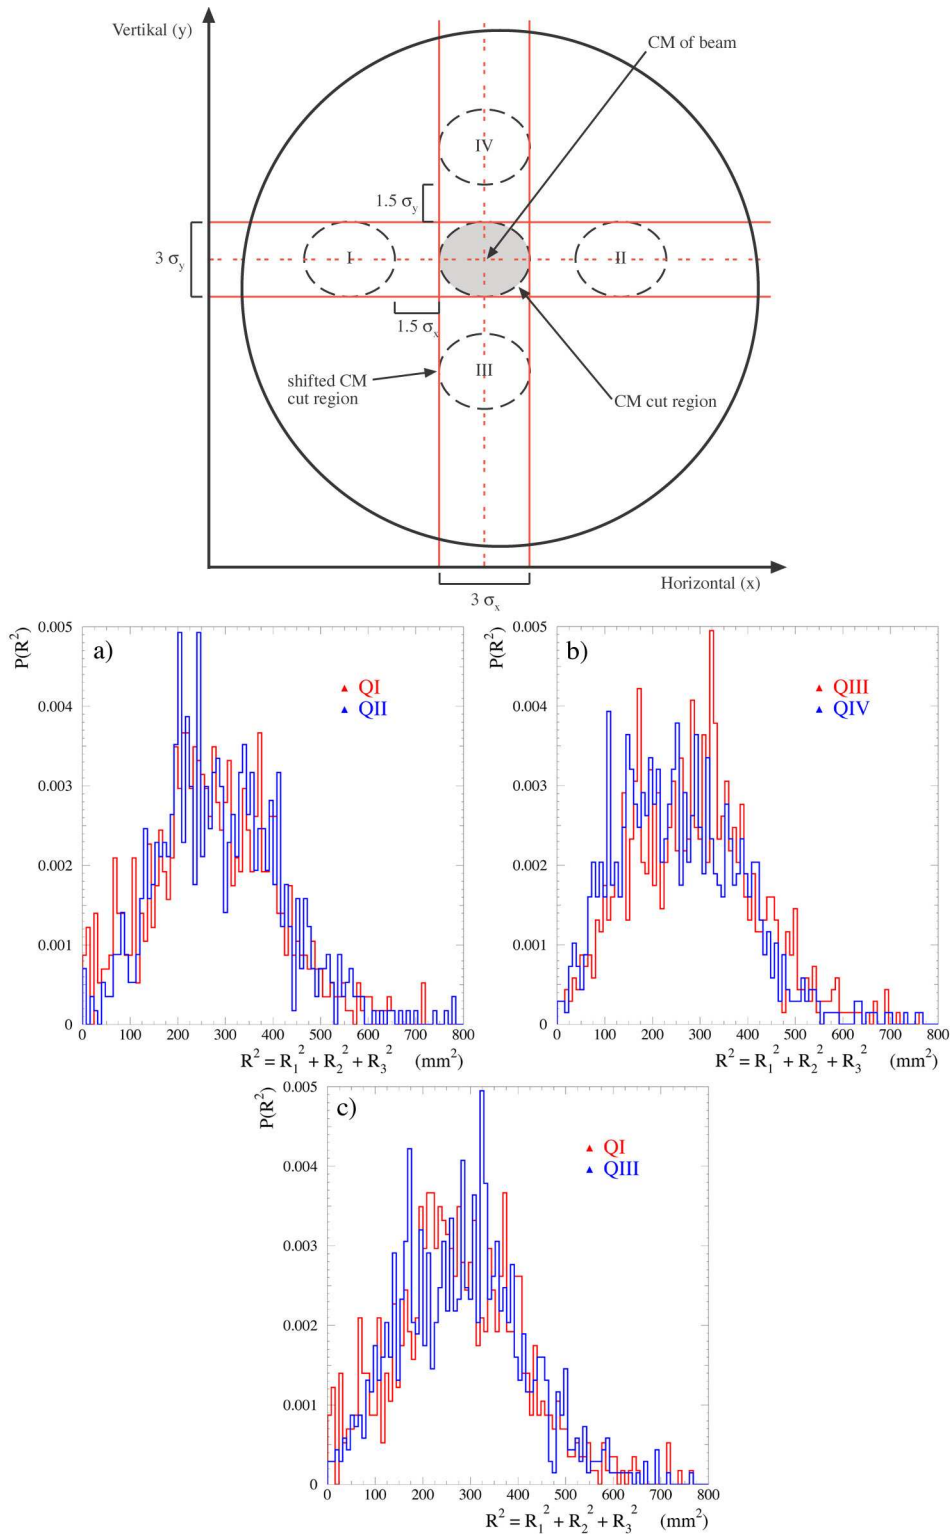 Vertikal (y)
CM of beam
IV
1.5 σy
3 σy
I
II
1.5 σx
III
shifted CM
cut region
CM cut region
Horizontal (x)
3 σx
a)
P(R²)
0.005
0.004
0.003
0.002
0.001
0
QI
QII
0 100 200 300 400 500 600 700 800
R² = R₁² + R₂² + R₃² (mm²)
b)
P(R²)
0.005
0.004
0.003
0.002
0.001
0
QIII
QIV
0 100 200 300 400 500 600 700 800
R² = R₁² + R₂² + R₃² (mm²)
c)
P(R²)
0.005
0.004
0.003
0.002
0.001
0
QI
QIII
0 100 200 300 400 500 600 700 800
R² = R₁² + R₂² + R₃² (mm²)